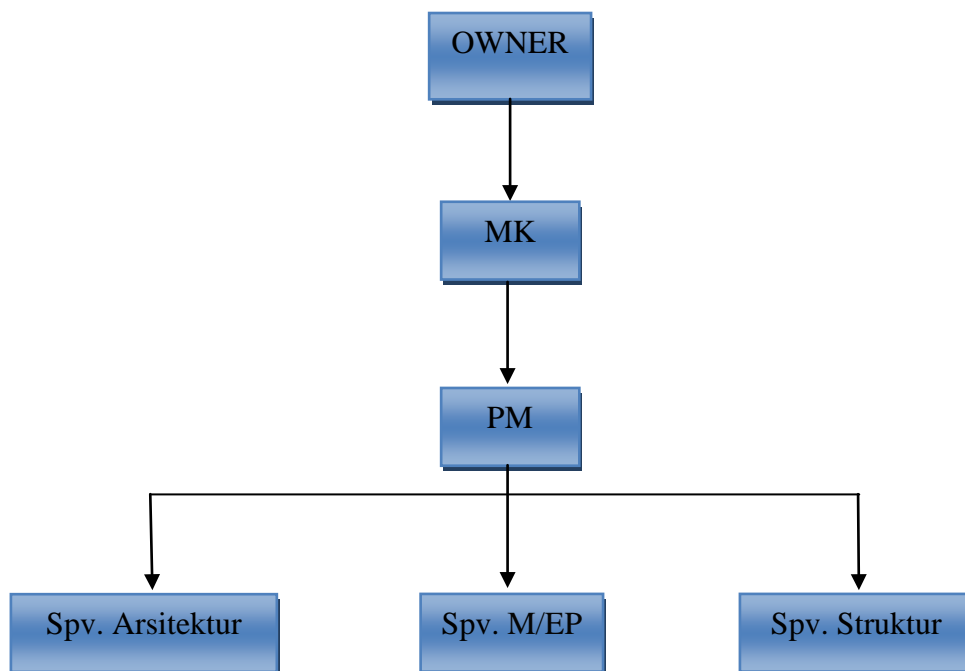 OWNER
MK
PM
Spv. Arsitektur
Spv. M/EP
Spv. Struktur